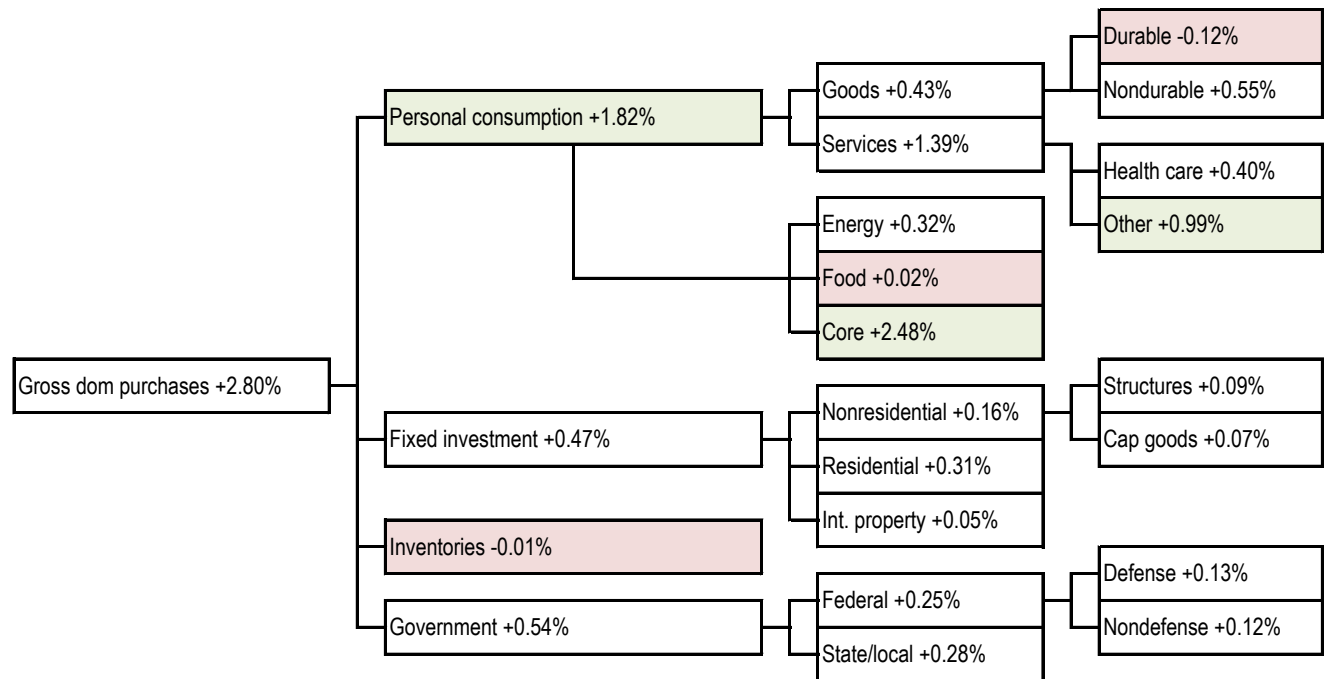 Gross dom purchases +2.80%
Personal consumption +1.82%
Goods +0.43%
Durable -0.12%
Nondurable +0.55%
Services +1.39%
Health care +0.40%
Other +0.99%
Energy +0.32%
Food +0.02%
Core +2.48%
Fixed investment +0.47%
Nonresidential +0.16%
Structures +0.09%
Cap goods +0.07%
Residential +0.31%
Int. property +0.05%
Inventories -0.01%
Government +0.54%
Federal +0.25%
Defense +0.13%
Nondefense +0.12%
State/local +0.28%